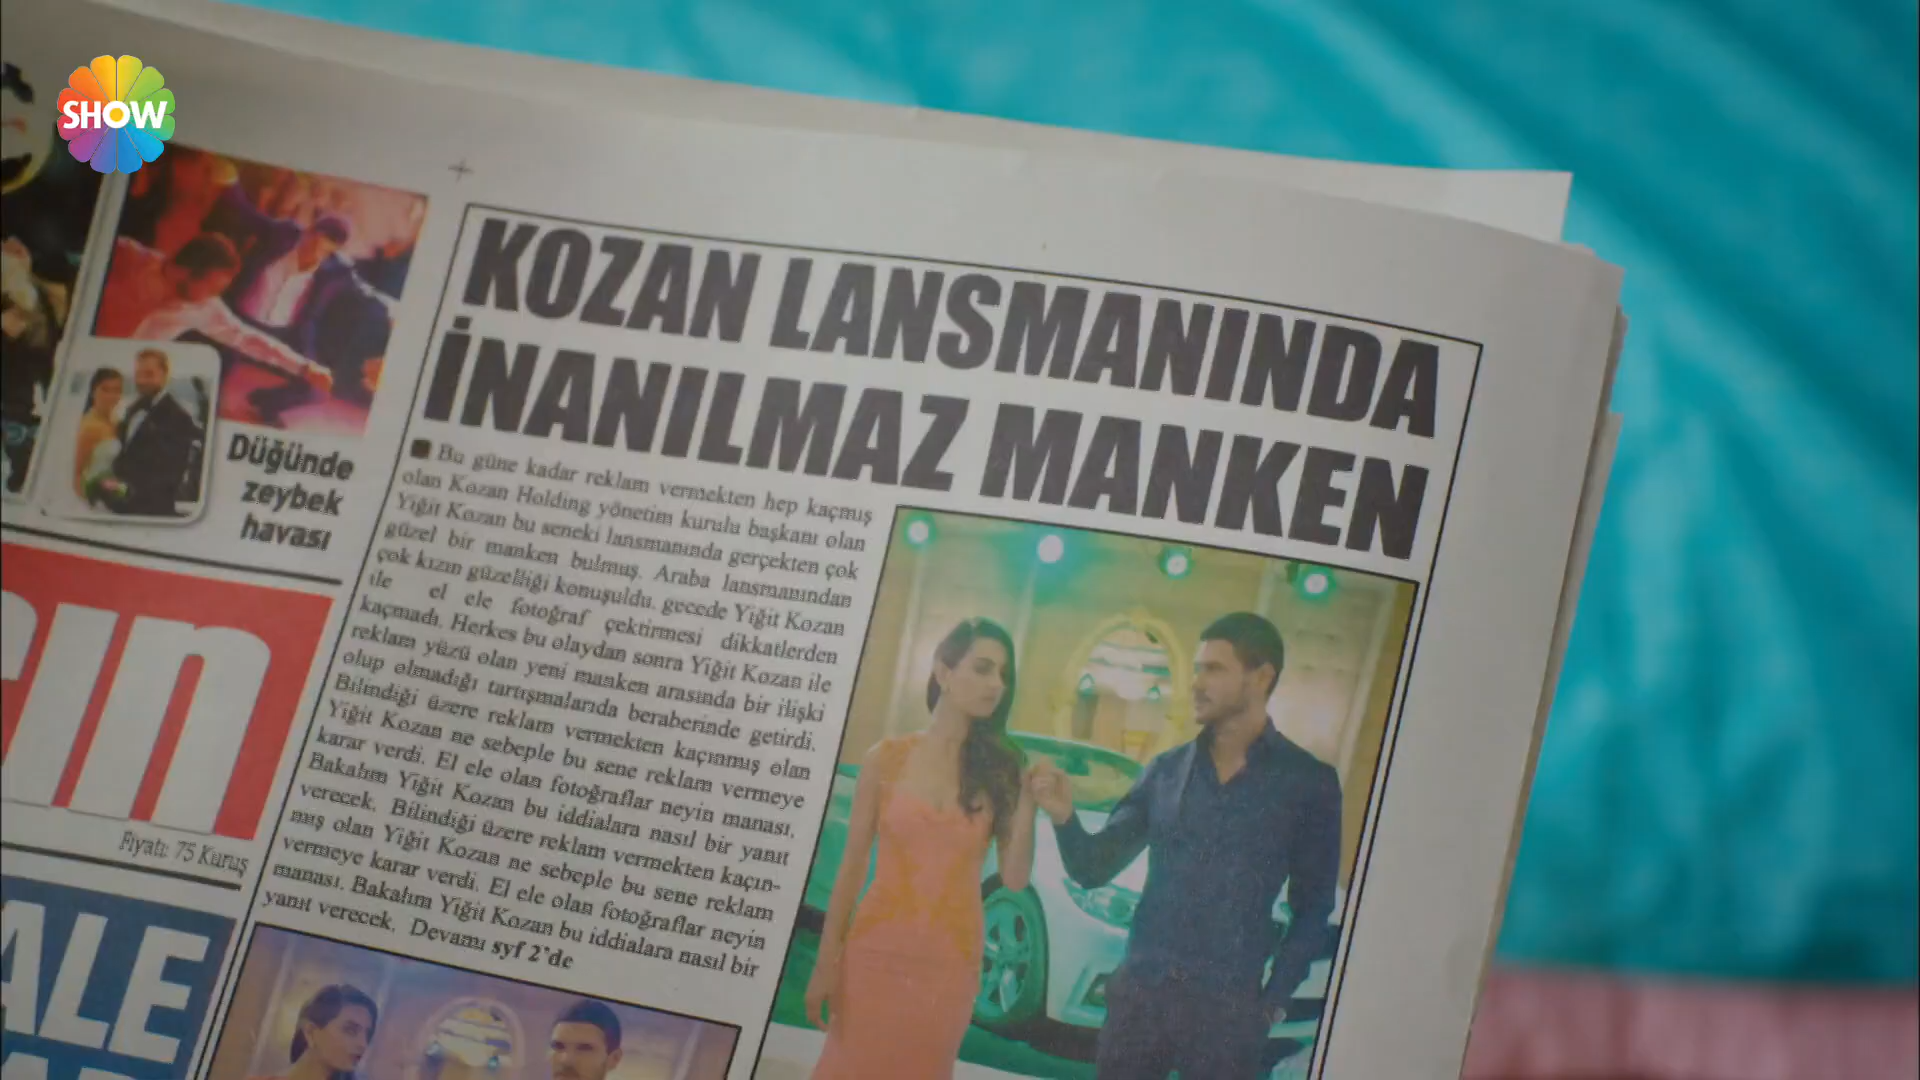 SHOW
KOZAN LANSMANINDA
İNANILMAZ MANKEN
Bu güne kadar reklam vermekten hep kaçmış
olan Kozan Holding yönetim kurulu başkanı olan
Yiğit Kozan bu seneki lansmanında gerçekten çok
güzel bir manken bulmuş. Araba lansmanından
çok kızın güzelliği konuşuldu. gecede Yiğit Kozan
ile el ele fotoğraf çektirmesi dikkatlerden
kaçmadı. Herkes bu olaydan sonra Yiğit Kozan ile
reklam yüzü olan yeni manken arasında bir ilişki
olup olmadığı tartışmalarıda beraberinde getirdi.
Bilindiği üzere reklam vermekten kaçınmış olan
Yiğit Kozan ne sebeple bu sene reklam vermeye
karar verdi. El ele olan fotoğraflar neyin manası.
Bakalım Yiğit Kozan bu iddialara nasıl bir yanıt
verecek. Bilindiği üzere reklam vermekten kaçın-
mış olan Yiğit Kozan ne sebeple bu sene reklam
vermeye karar verdi. El ele olan fotoğraflar neyin
manası. Bakalım Yiğit Kozan bu iddialara nasıl bir
yanıt verecek. Devamı syf 2'de
Düğünde
zeybek
havası
ın
Fiyatı: 75 Kuruş
ALE